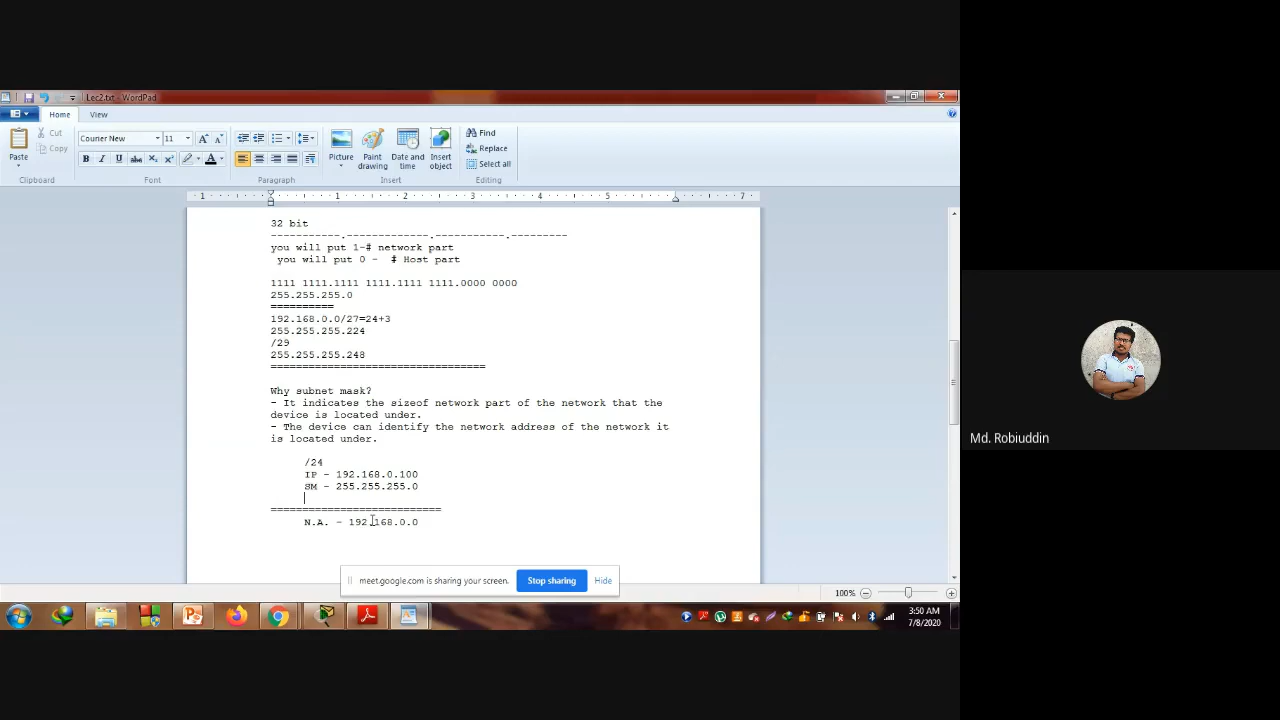 Lec2.txt - WordPad
Home
View
Paste
Cut
Copy
Clipboard
Courier New
11
Font
Paragraph
Picture
Paint drawing
Date and time
Insert object
Insert
Find
Replace
Select all
Editing
1 1 2 3 4 5 7
32 bit
-----------.-------------.-----------.---------
you will put 1-# network part
you will put 0 - # Host part
1111 1111.1111 1111.1111 1111.0000 0000
255.255.255.0
==========
192.168.0.0/27=24+3
255.255.255.224
/29
255.255.255.248
==================================
Why subnet mask?
- It indicates the sizeof network part of the network that the
device is located under.
- The device can identify the network address of the network it
is located under.
/24
IP - 192.168.0.100
SM - 255.255.255.0
===========================
N.A. - 192.168.0.0
meet.google.com is sharing your screen.
Stop sharing
Hide
100%
3:50 AM
7/8/2020
Md. Robiuddin